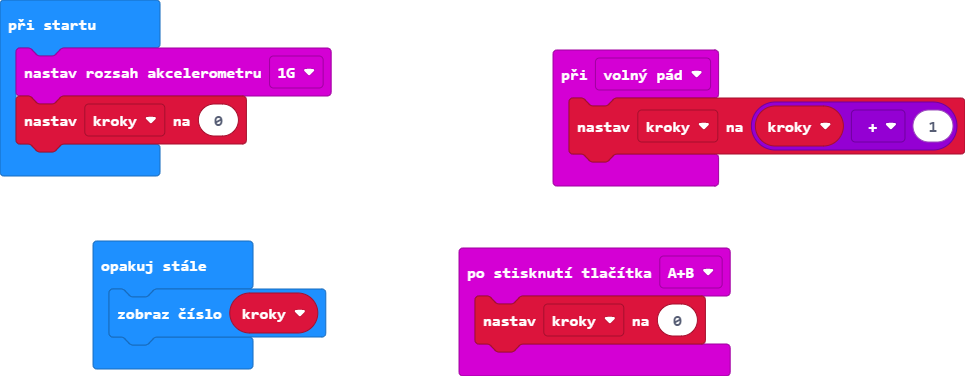 při startu
nastav rozsah akcelerometru 1G
nastav kroky na 0
při volný pád
nastav kroky na kroky + 1
opakuj stále
zobraz číslo kroky
po stisknutí tlačítka A+B
nastav kroky na 0